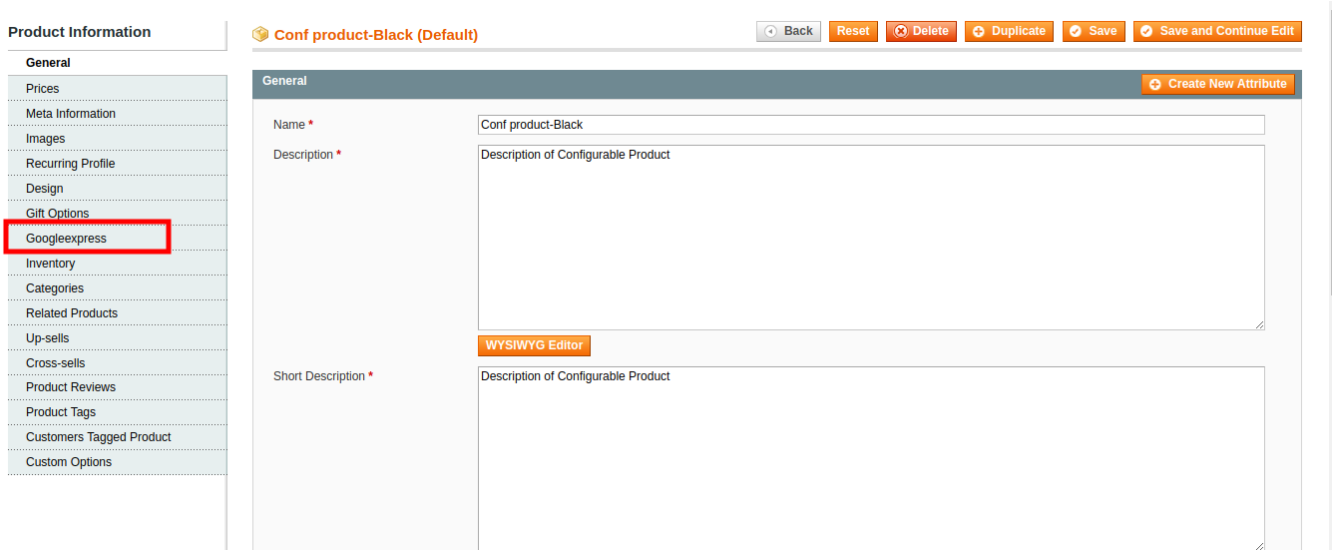 Product Information
General
Prices
Meta Information
Images
Recurring Profile
Design
Gift Options
Googleexpress
Inventory
Categories
Related Products
Up-sells
Cross-sells
Product Reviews
Product Tags
Customers Tagged Product
Custom Options
Conf product-Black (Default)
Back Reset Delete Duplicate Save Save and Continue Edit
General Create New Attribute
Name * Conf product-Black
Description * Description of Configurable Product
WYSIWYG Editor
Short Description * Description of Configurable Product